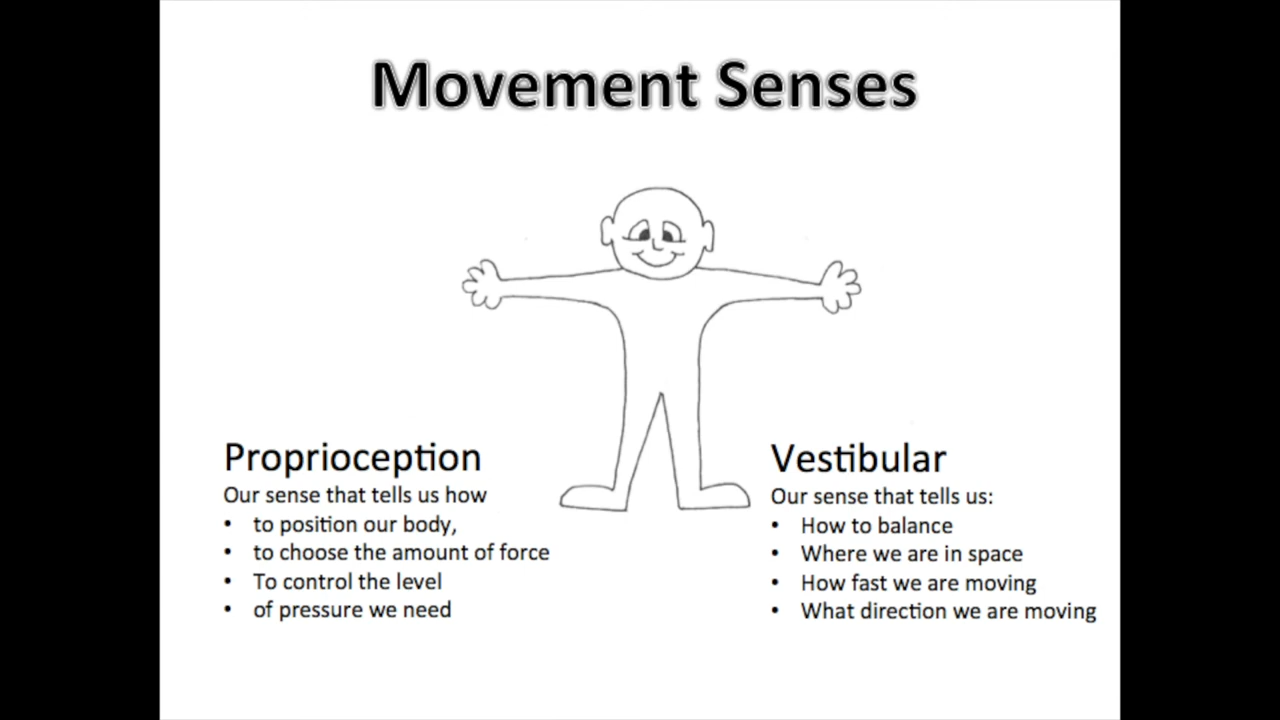 Movement Senses
Proprioception
Our sense that tells us how
• to position our body,
• to choose the amount of force
• To control the level
• of pressure we need
Vestibular
Our sense that tells us:
• How to balance
• Where we are in space
• How fast we are moving
• What direction we are moving